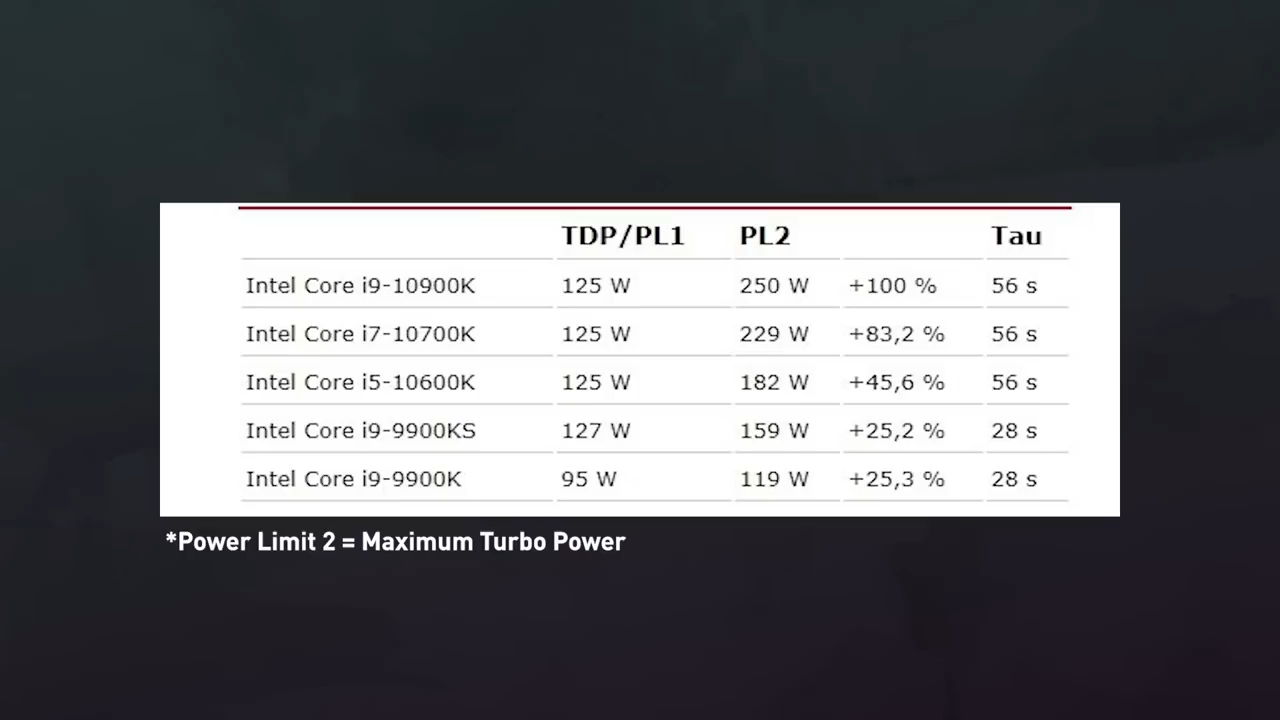 TDP/PL1 PL2 Tau
Intel Core i9-10900K 125 W 250 W +100 % 56 s
Intel Core i7-10700K 125 W 229 W +83,2 % 56 s
Intel Core i5-10600K 125 W 182 W +45,6 % 56 s
Intel Core i9-9900KS 127 W 159 W +25,2 % 28 s
Intel Core i9-9900K 95 W 119 W +25,3 % 28 s
*Power Limit 2 = Maximum Turbo Power